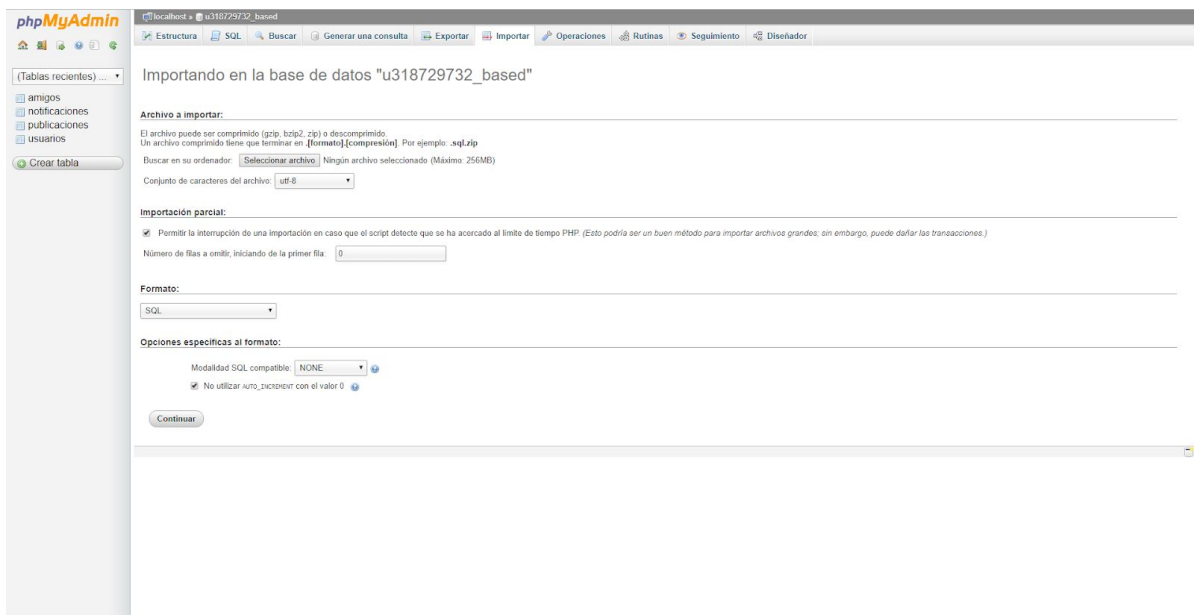 phpMyAdmin
(Tablas recientes) ...
amigos
notificaciones
publicaciones
usuarios
Crear tabla
localhost » u318729732_based
Estructura SQL Buscar Generar una consulta Exportar Importar Operaciones Rutinas Seguimiento Diseñador
Importando en la base de datos "u318729732_based"
Archivo a importar:
El archivo puede ser comprimido (gzip, bzip2, zip) o descomprimido.
Un archivo comprimido tiene que terminar en .[formato].[compresión]. Por ejemplo: .sql.zip
Buscar en su ordenador: Seleccionar archivo Ningún archivo seleccionado (Máximo: 256MB)
Conjunto de caracteres del archivo: utf-8
Importación parcial:
Permitir la interrupción de una importación en caso que el script detecte que se ha acercado al límite de tiempo PHP. (Esto podría ser un buen método para importar archivos grandes; sin embargo, puede dañar las transacciones.)
Número de filas a omitir, iniciando de la primer fila: 0
Formato:
SQL
Opciones específicas al formato:
Modalidad SQL compatible: NONE
No utilizar AUTO_INCREMENT con el valor 0
Continuar